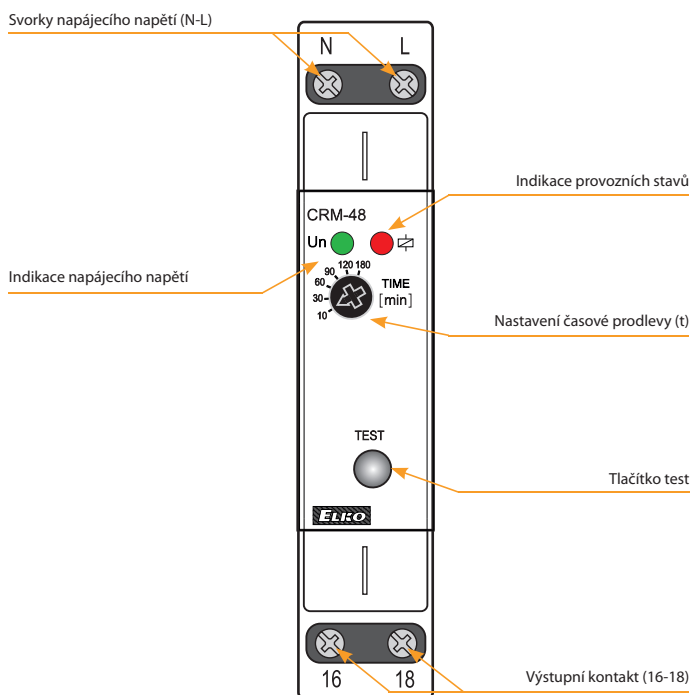 Svorky napájecího napětí (N-L)
N L
Indikace provozních stavů
CRM-48
Un
Indikace napájecího napětí
10 30 60 90 120 180
TIME
[min]
Nastavení časové prodlevy (t)
TEST
Tlačítko test
ELKO
16 18
Výstupní kontakt (16-18)